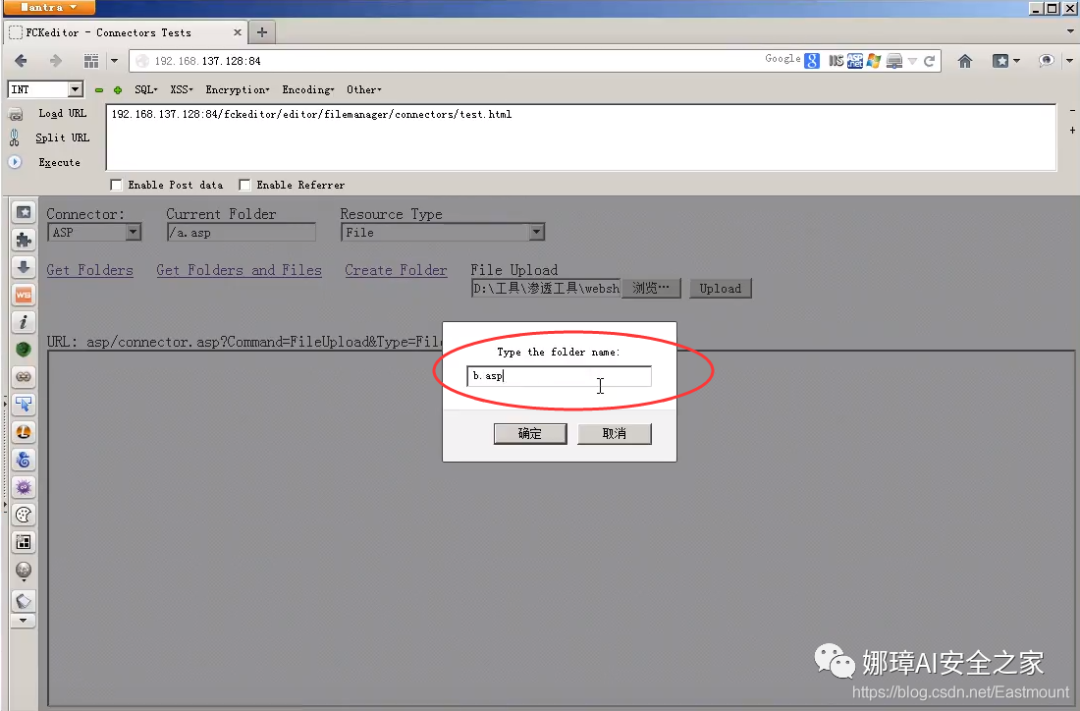 Mantra
FCKeditor - Connectors Tests
192.168.137.128:84
Google
INT
SQL▾ XSS▾ Encryption▾ Encoding▾ Other▾
Load URL
192.168.137.128:84/fckeditor/editor/filemanager/connectors/test.html
Split URL
Execute
Enable Post data Enable Referrer
Connector: Current Folder Resource Type
ASP /a.asp File
Get Folders Get Folders and Files Create Folder File Upload
D:\工具\渗透工具\websh 浏览… Upload
URL: asp/connector.asp?Command=FileUpload&Type=File
Type the folder name:
b.asp
确定 取消
娜璋AI安全之家
https://blog.csdn.net/Eastmount